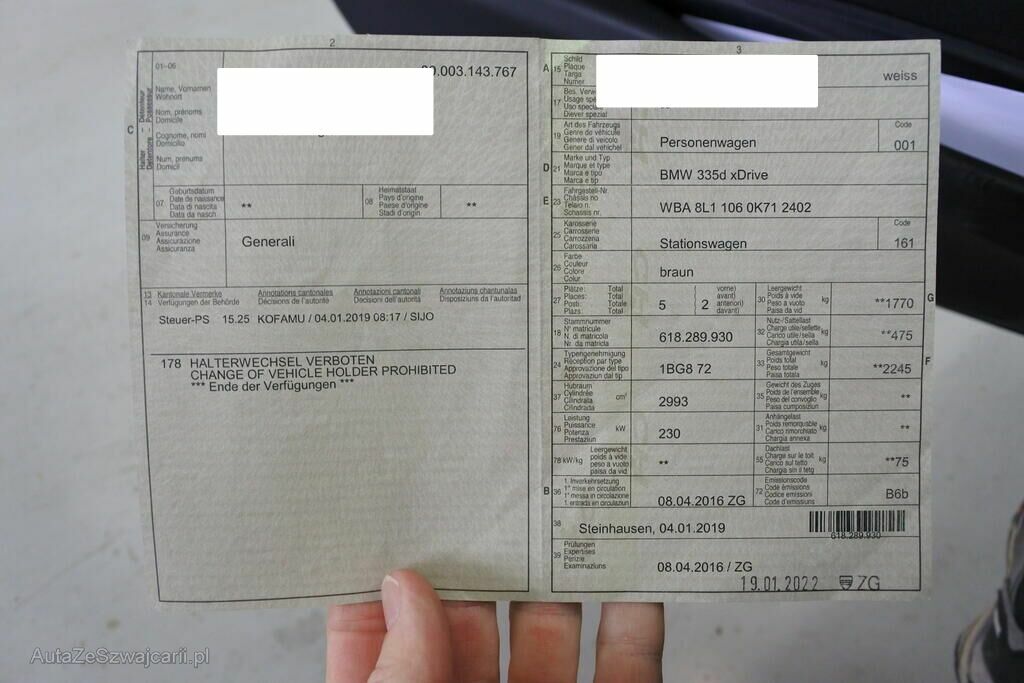 2
01–06
Name, Vornamen
Wohnort
Nom, prénoms
Domicile
Cognome, nomi
Domicilio
Num, prenums
Domicil
C
Halter - Détenteur
Detentore - Possessur
0.003.143.767
07
Geburtsdatum
Date de naissance
Data di nascita
Data da nasch.
**
08
Heimatstaat
Pays d'origine
Paese d'origine
Stadi d'origin
**
09
Versicherung
Assurance
Assicurazione
Assicuranza
Generali
13 Kantonale Vermerke Annotations cantonales Annotazioni cantonali Annotaziuns chantunalas
14 Verfügungen der Behörde Décisions de l'autorité Decisioni dell'autorità Disposiziuns da l'autoritad
Steuer-PS 15.25 KOFAMU / 04.01.2019 08:17 / SIJO
178 HALTERWECHSEL VERBOTEN
CHANGE OF VEHICLE HOLDER PROHIBITED
*** Ende der Verfügungen ***
3
A 15
Schild
Plaque
Targa
Numer
weiss
17
Bes. Verw
Usage spé
Uso special
Diever spezial
19
Art des Fahrzeugs
Genre de véhicule
Genere di veicolo
Gener dal vehichel
Personenwagen
Code
001
D 21
Marke und Typ
Marque et type
Marca e tipo
Marca e tip
BMW 335d xDrive
E 23
Fahrgestell-Nr.
Châssis no
Telaio n.
Schassis nr.
WBA 8L1 106 0K71 2402
25
Karosserie
Carrosserie
Carrozzeria
Carossaria
Stationswagen
Code
161
26
Farbe
Couleur
Colore
Colur
braun
27
Plätze: Total
Places: Total
Posti: Totale
Plazs: Total
5
2
vorne)
avant)
anteriori)
davant)
30
Leergewicht
Poids à vide
Peso a vuoto
Paisa da vid
kg
**1770
G
18
Stammnummer
N° matricule
N. di matricola
Nr. da matricla
618.289.930
32
Nutz-/Sattellast
Charge utile/sellette
Carico utile/sella
Chargia utila/sella
kg
**475
24
Typengenehmigung
Réception par type
Approvazione del tipo
Approvaziun dal tip
1BG8 72
33
Gesamtgewicht
Poids total
Peso totale
Paisa totala
kg
**2245
F
37
Hubraum
Cylindrée
Cilindrata
Cilindrada
cm³
2993
35
Gewicht des Zuges
Poids de l'ensemble
Peso del convoglio
Paisa cumposiziun
kg
**
76
Leistung
Puissance
Potenza
Prestaziun
kW
230
31
Anhängelast
Poids remorquable
Carico rimorchiato
Chargia annexa
kg
**
78 kW/kg
Leergewicht
poids à vide
peso a vuoto
paisa da vid
**
55
Dachlast
Charge sur le toit
Carico sul tetto
Chargia sin il tetg
kg
**75
B 36
1. Inverkehrsetzung
1re mise en circulation
1a messa in circolazione
1. entrada en circulaziun
08.04.2016 ZG
72
Emissionscode
Code émissions
Codice emissioni
Code d'emissiuns
B6b
38
Steinhausen, 04.01.2019
618.289.930
39
Prüfungen
Expertises
Perizie
Examinaziuns
08.04.2016 / ZG
19.01.2022 ZG
AutaZeSzwajcarii.pl